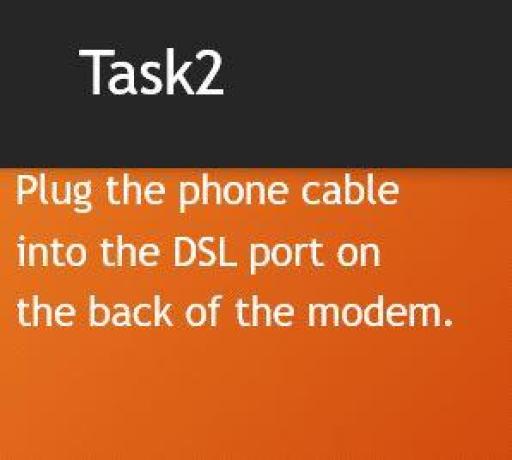 Task2
Plug the phone cable
into the DSL port on
the back of the modem.